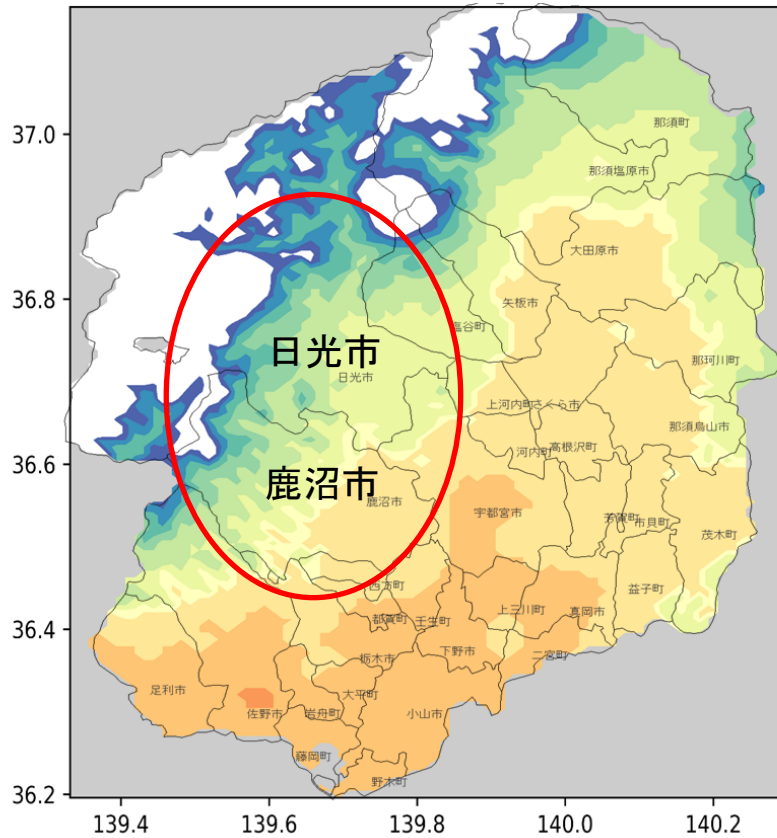 37.0
36.8
36.6
36.4
36.2
那須町
那須塩原市
大田原市
矢板市
塩谷町
日光市
日光市
那珂川町
上河内町
さくら市
那須烏山市
河内町
高根沢町
鹿沼市
鹿沼市
宇都宮市
芳賀町
市貝町
茂木町
西方町
益子町
都賀町
壬生町
上三川町
真岡市
栃木市
下野市
二宮町
足利市
大平町
佐野市
岩舟町
小山市
藤岡町
野木町
139.4
139.6
139.8
140.0
140.2